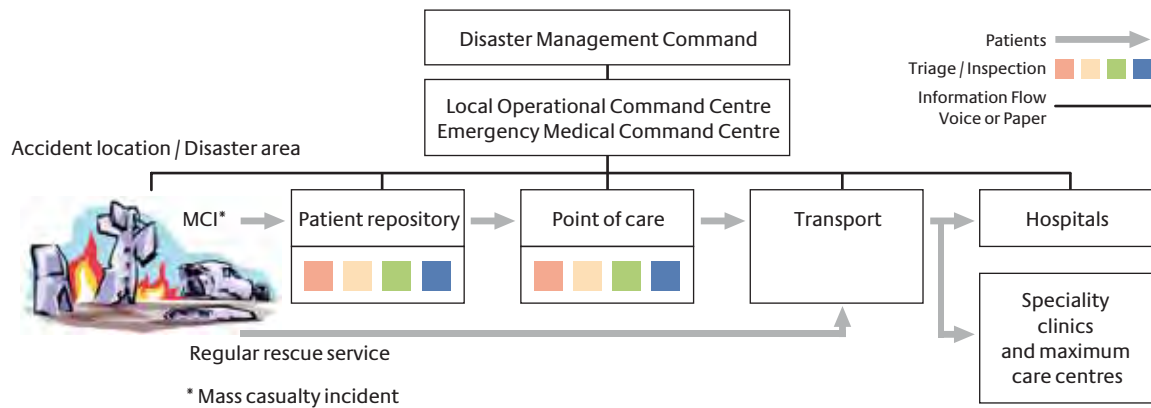 Disaster Management Command
Patients
Triage / Inspection
Information Flow
Voice or Paper
Local Operational Command Centre
Emergency Medical Command Centre
Accident location / Disaster area
MCI*
Patient repository
Point of care
Transport
Hospitals
Speciality
clinics
and maximum
care centres
Regular rescue service
* Mass casualty incident